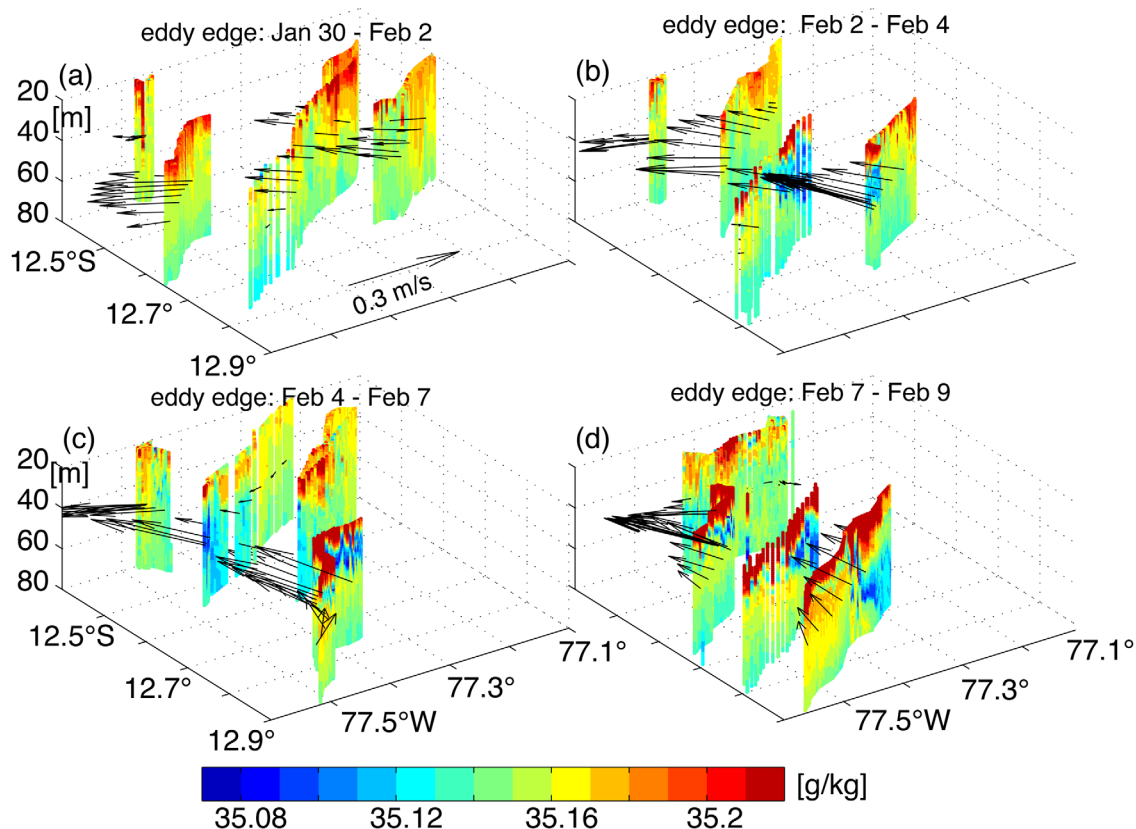 eddy edge: Jan 30 - Feb 2
(a)
20
[m]
40
60
80
12.5°S
12.7°
12.9°
0.3 m/s
eddy edge: Feb 2 - Feb 4
(b)
eddy edge: Feb 4 - Feb 7
(c)
20
[m]
40
60
80
12.5°S
12.7°
12.9°
77.5°W
77.3°
77.1°
eddy edge: Feb 7 - Feb 9
(d)
77.5°W
77.3°
77.1°
[g/kg]
35.08 35.12 35.16 35.2